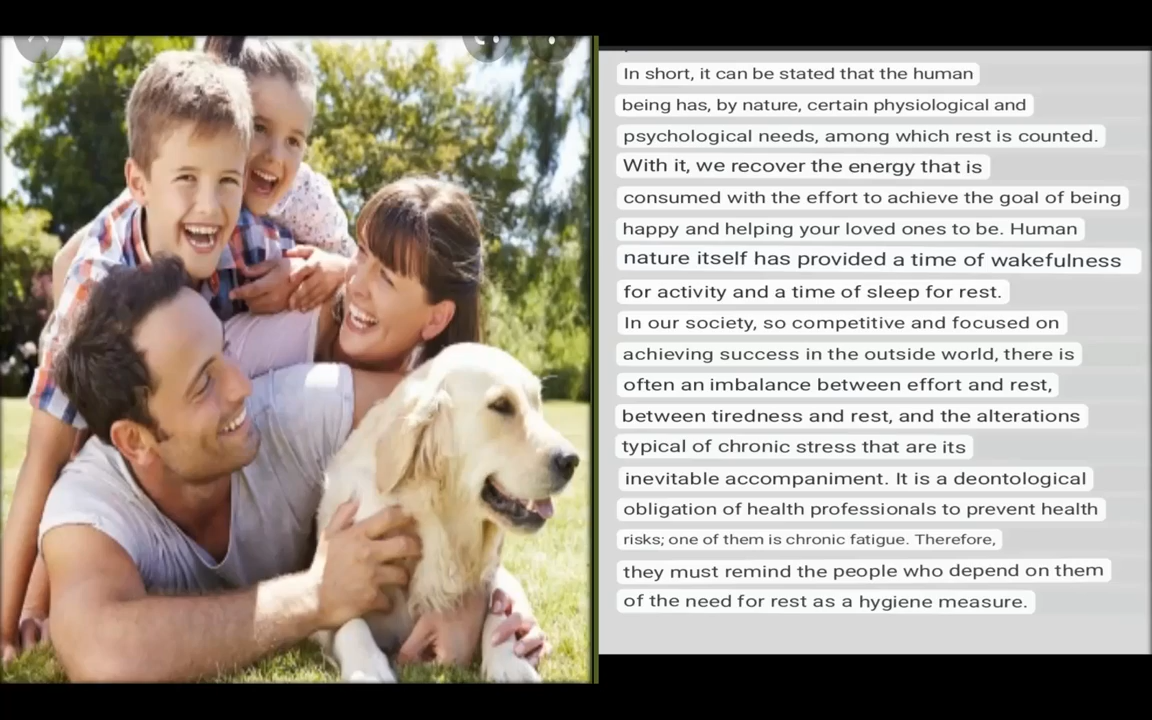 In short, it can be stated that the human
being has, by nature, certain physiological and
psychological needs, among which rest is counted.
With it, we recover the energy that is
consumed with the effort to achieve the goal of being
happy and helping your loved ones to be. Human
nature itself has provided a time of wakefulness
for activity and a time of sleep for rest.
In our society, so competitive and focused on
achieving success in the outside world, there is
often an imbalance between effort and rest,
between tiredness and rest, and the alterations
typical of chronic stress that are its
inevitable accompaniment. It is a deontological
obligation of health professionals to prevent health
risks; one of them is chronic fatigue. Therefore,
they must remind the people who depend on them
of the need for rest as a hygiene measure.